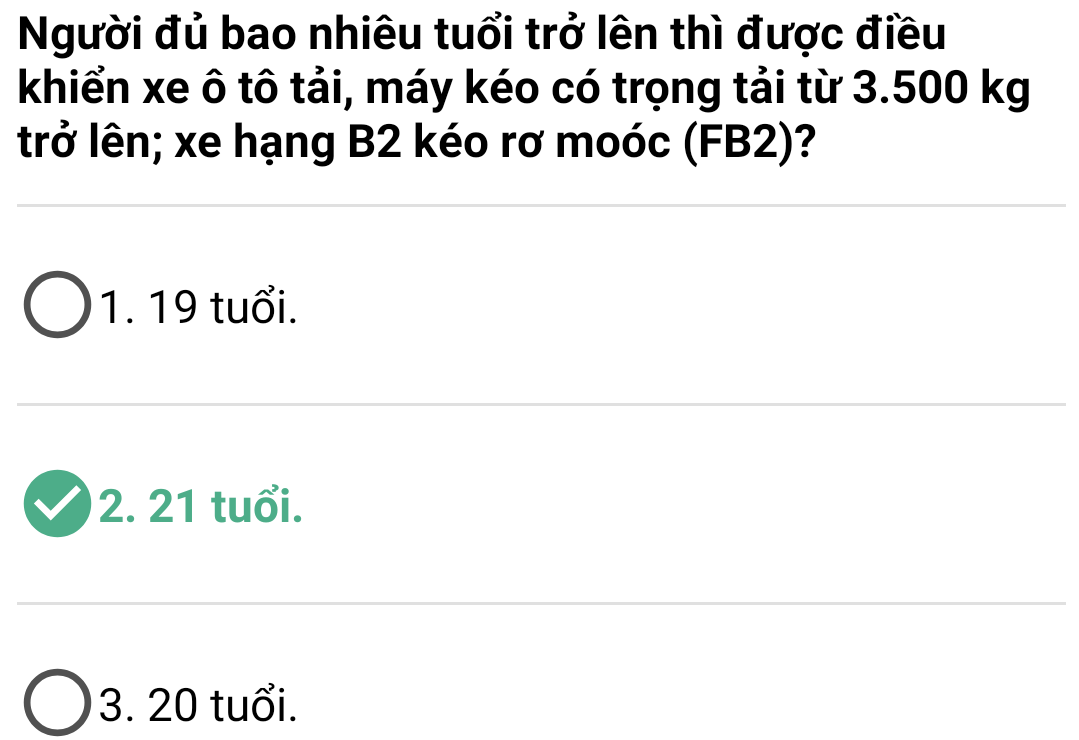 Người đủ bao nhiêu tuổi trở lên thì được điều
khiển xe ô tô tải, máy kéo có trọng tải từ 3.500 kg
trở lên; xe hạng B2 kéo rơ moóc (FB2)?
1. 19 tuổi.
2. 21 tuổi.
3. 20 tuổi.